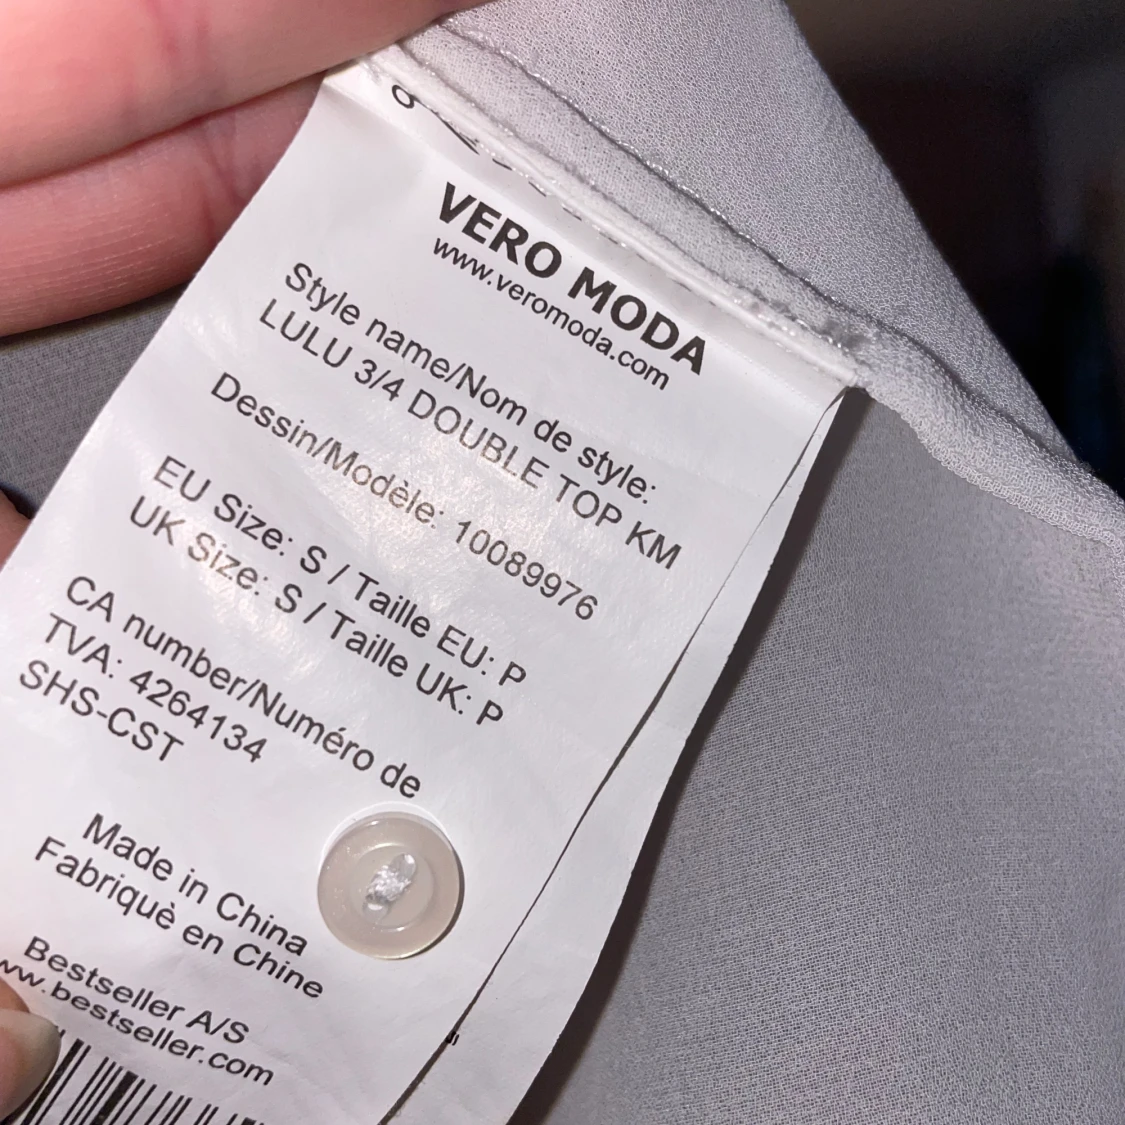 VERO MODA
www.veromoda.com
Style name/Nom de style:
LULU 3/4 DOUBLE TOP KM
Dessin/Modèle: 10089976
EU Size: S / Taille EU: P
UK Size: S / Taille UK: P
CA number/Numéro de
TVA: 4264134
SHS-CST
Made in China
Fabriquè en Chine
Bestseller A/S
www.bestseller.com